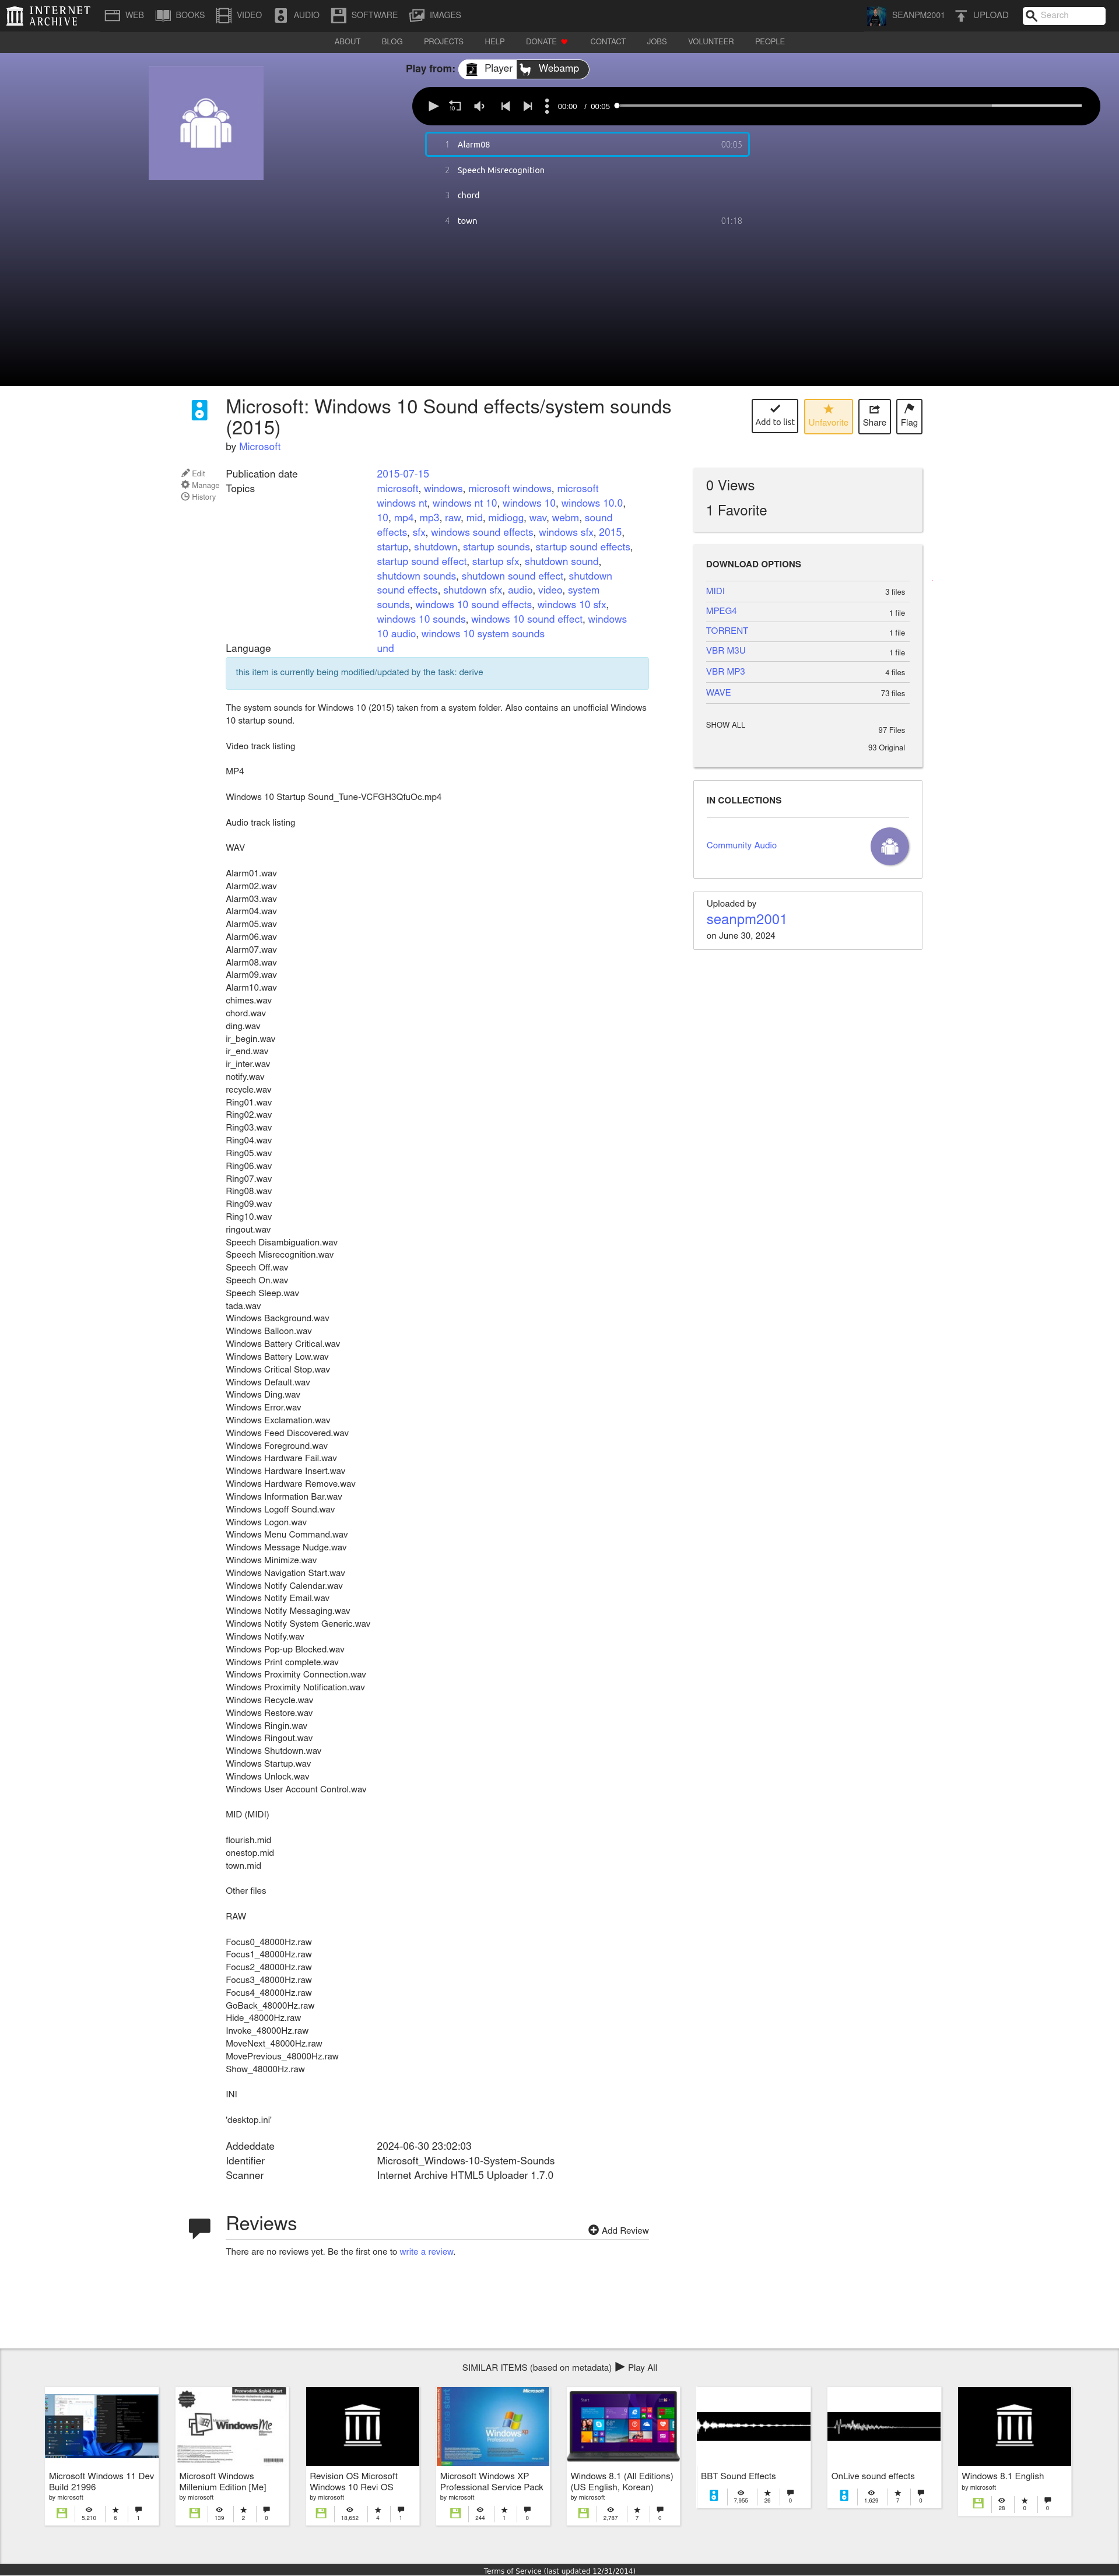 INTERNET ARCHIVE
WEB BOOKS VIDEO AUDIO SOFTWARE IMAGES SEANPM2001 UPLOAD Search
ABOUT BLOG PROJECTS HELP DONATE CONTACT JOBS VOLUNTEER PEOPLE
Play from: Player Webamp
10 00:00 / 00:05
1 Alarm08 00:05
2 Speech Misrecognition
3 chord
4 town 01:18
Microsoft: Windows 10 Sound effects/system sounds
(2015)
by Microsoft
Add to list Unfavorite Share Flag
Edit
Manage
History
Publication date 2015-07-15
Topics microsoft, windows, microsoft windows, microsoft
windows nt, windows nt 10, windows 10, windows 10.0,
10, mp4, mp3, raw, mid, midiogg, wav, webm, sound
effects, sfx, windows sound effects, windows sfx, 2015,
startup, shutdown, startup sounds, startup sound effects,
startup sound effect, startup sfx, shutdown sound,
shutdown sounds, shutdown sound effect, shutdown
sound effects, shutdown sfx, audio, video, system
sounds, windows 10 sound effects, windows 10 sfx,
windows 10 sounds, windows 10 sound effect, windows
10 audio, windows 10 system sounds
Language und
this item is currently being modified/updated by the task: derive
The system sounds for Windows 10 (2015) taken from a system folder. Also contains an unofficial Windows
10 startup sound.
Video track listing
MP4
Windows 10 Startup Sound_Tune-VCFGH3QfuOc.mp4
Audio track listing
WAV
Alarm01.wav
Alarm02.wav
Alarm03.wav
Alarm04.wav
Alarm05.wav
Alarm06.wav
Alarm07.wav
Alarm08.wav
Alarm09.wav
Alarm10.wav
chimes.wav
chord.wav
ding.wav
ir_begin.wav
ir_end.wav
ir_inter.wav
notify.wav
recycle.wav
Ring01.wav
Ring02.wav
Ring03.wav
Ring04.wav
Ring05.wav
Ring06.wav
Ring07.wav
Ring08.wav
Ring09.wav
Ring10.wav
ringout.wav
Speech Disambiguation.wav
Speech Misrecognition.wav
Speech Off.wav
Speech On.wav
Speech Sleep.wav
tada.wav
Windows Background.wav
Windows Balloon.wav
Windows Battery Critical.wav
Windows Battery Low.wav
Windows Critical Stop.wav
Windows Default.wav
Windows Ding.wav
Windows Error.wav
Windows Exclamation.wav
Windows Feed Discovered.wav
Windows Foreground.wav
Windows Hardware Fail.wav
Windows Hardware Insert.wav
Windows Hardware Remove.wav
Windows Information Bar.wav
Windows Logoff Sound.wav
Windows Logon.wav
Windows Menu Command.wav
Windows Message Nudge.wav
Windows Minimize.wav
Windows Navigation Start.wav
Windows Notify Calendar.wav
Windows Notify Email.wav
Windows Notify Messaging.wav
Windows Notify System Generic.wav
Windows Notify.wav
Windows Pop-up Blocked.wav
Windows Print complete.wav
Windows Proximity Connection.wav
Windows Proximity Notification.wav
Windows Recycle.wav
Windows Restore.wav
Windows Ringin.wav
Windows Ringout.wav
Windows Shutdown.wav
Windows Startup.wav
Windows Unlock.wav
Windows User Account Control.wav
MID (MIDI)
flourish.mid
onestop.mid
town.mid
Other files
RAW
Focus0_48000Hz.raw
Focus1_48000Hz.raw
Focus2_48000Hz.raw
Focus3_48000Hz.raw
Focus4_48000Hz.raw
GoBack_48000Hz.raw
Hide_48000Hz.raw
Invoke_48000Hz.raw
MoveNext_48000Hz.raw
MovePrevious_48000Hz.raw
Show_48000Hz.raw
INI
'desktop.ini'
Addeddate 2024-06-30 23:02:03
Identifier Microsoft_Windows-10-System-Sounds
Scanner Internet Archive HTML5 Uploader 1.7.0
0 Views
1 Favorite
DOWNLOAD OPTIONS
MIDI 3 files
MPEG4 1 file
TORRENT 1 file
VBR M3U 1 file
VBR MP3 4 files
WAVE 73 files
SHOW ALL 97 Files
93 Original
IN COLLECTIONS
Community Audio
Uploaded by
seanpm2001
on June 30, 2024
Reviews
Add Review
There are no reviews yet. Be the first one to write a review.
SIMILAR ITEMS (based on metadata) Play All
Microsoft Windows 11 Dev
Build 21996
by microsoft
5,210 6 1
Windows Me
Microsoft Windows
Millenium Edition [Me]
by microsoft
139 2 0
Revision OS Microsoft
Windows 10 Revi OS
by microsoft
18,652 4 1
Microsoft
Windows xp
Professional
Microsoft Windows XP
Professional Service Pack
by microsoft
244 1 0
Start
Windows 8.1 (All Editions)
(US English, Korean)
by microsoft
2,787 7 0
BBT Sound Effects
7,955 26 0
OnLive sound effects
1,629 7 0
Windows 8.1 English
by microsoft
28 0 0
Terms of Service (last updated 12/31/2014)